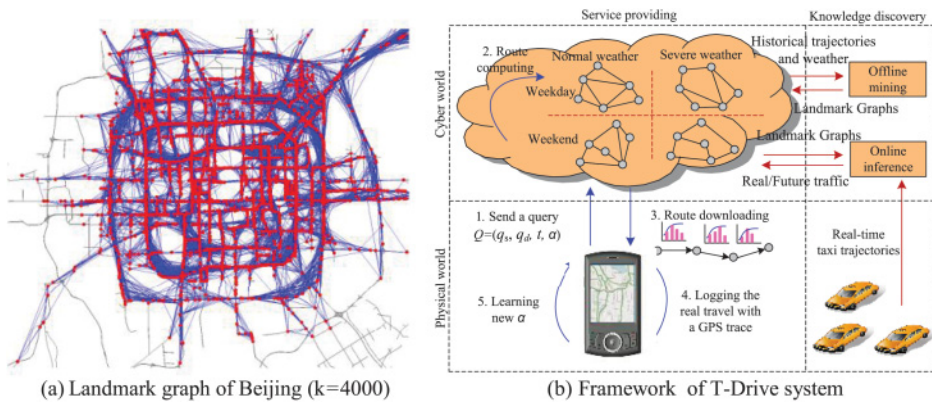 Service providing
Knowledge discovery
Cyber world
Physical world
2. Route
computing
Normal weather
Severe weather
Weekday
Weekend
Historical trajectories
and weather
Offline
mining
Landmark Graphs
Landmark Graphs
Online
inference
Real/Future traffic
1. Send a query
Q=(qs, qd, t, α)
3. Route downloading
5. Learning
new α
4. Logging the
real travel with
a GPS trace
Real-time
taxi trajectories
(a) Landmark graph of Beijing (k=4000)
(b) Framework of T-Drive system